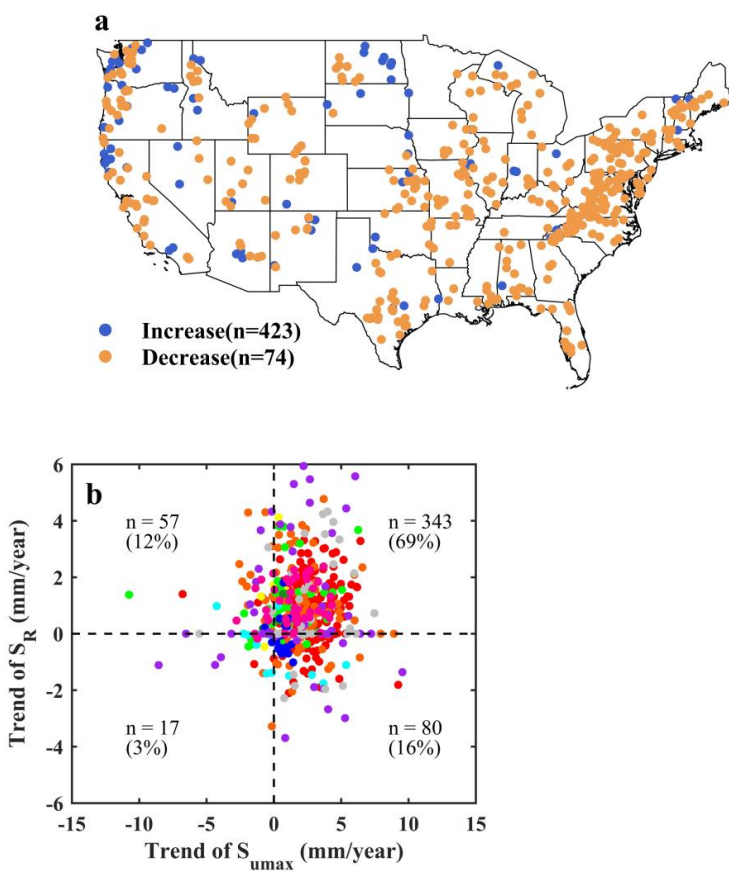 a
Increase(n=423)
Decrease(n=74)
b
n = 57
(12%)
n = 343
(69%)
n = 17
(3%)
n = 80
(16%)
6
4
2
0
-2
-4
-6
-15
-10
-5
0
5
10
15
Trend of S_R (mm/year)
Trend of S_umax (mm/year)